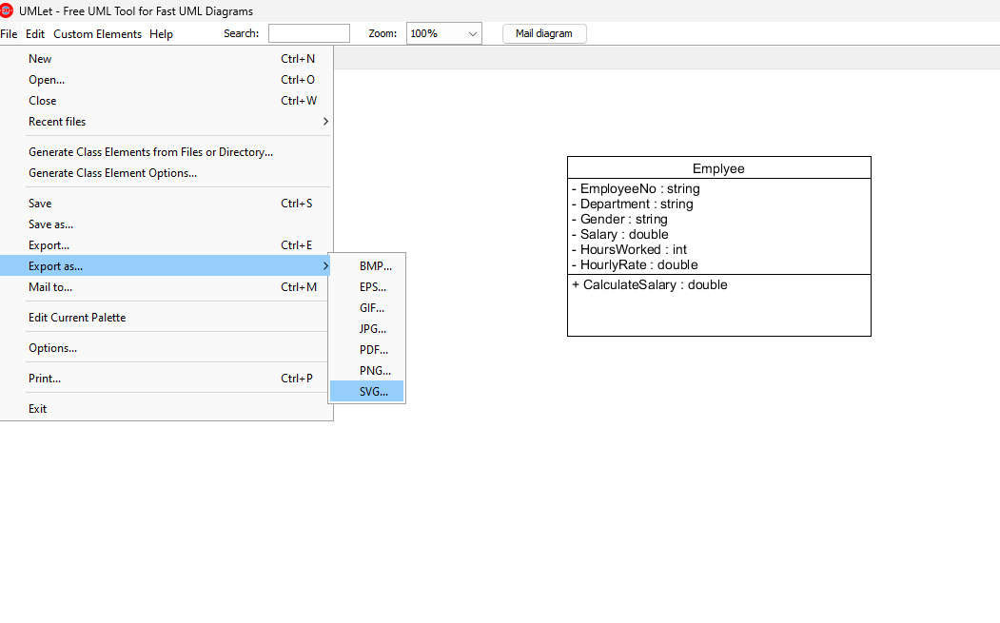 UMLet - Free UML Tool for Fast UML Diagrams
File Edit Custom Elements Help Search: Zoom: 100% Mail diagram
New Ctrl+N
Open... Ctrl+O
Close Ctrl+W
Recent files
Generate Class Elements from Files or Directory...
Generate Class Element Options...
Save Ctrl+S
Save as...
Export... Ctrl+E
Export as...
Mail to... Ctrl+M
Edit Current Palette
Options...
Print... Ctrl+P
Exit
BMP...
EPS...
GIF...
JPG...
PDF...
PNG...
SVG...
Emplyee
- EmployeeNo : string
- Department : string
- Gender : string
- Salary : double
- HoursWorked : int
- HourlyRate : double
+ CalculateSalary : double